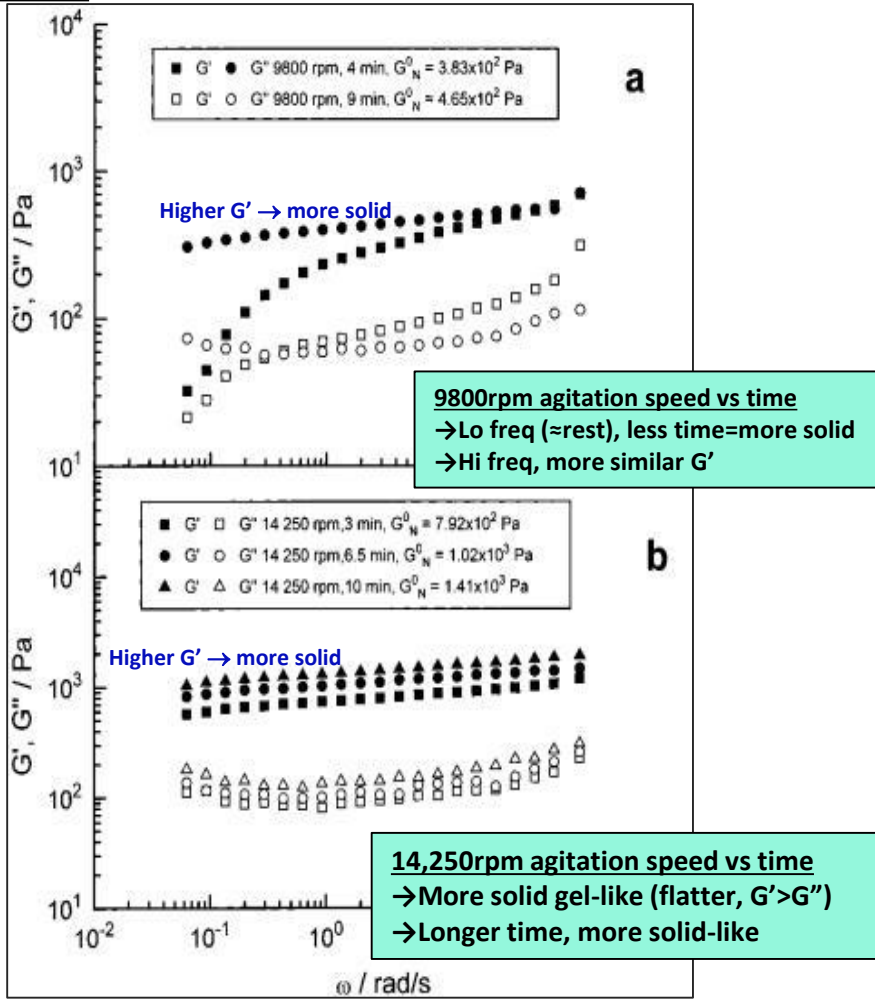 10⁴
■ G' ● G'' 9800 rpm, 4 min, G⁰N = 3.83x10² Pa
□ G' ○ G'' 9800 rpm, 9 min, G⁰N = 4.65x10² Pa
a
10³
Higher G’ → more solid
G', G'' / Pa
10²
9800rpm agitation speed vs time
→Lo freq (≈rest), less time=more solid
→Hi freq, more similar G’
10¹
■ G' □ G'' 14 250 rpm,3 min, G⁰N = 7.92x10² Pa
● G' ○ G'' 14 250 rpm,6.5 min, G⁰N = 1.02x10³ Pa
▲ G' △ G'' 14 250 rpm,10 min, G⁰N = 1.41x10³ Pa
b
10⁴
Higher G’ → more solid
10³
G', G'' / Pa
10²
14,250rpm agitation speed vs time
→More solid gel-like (flatter, G’>G”)
→Longer time, more solid-like
10¹
10⁻² 10⁻¹ 10⁰
ω / rad/s